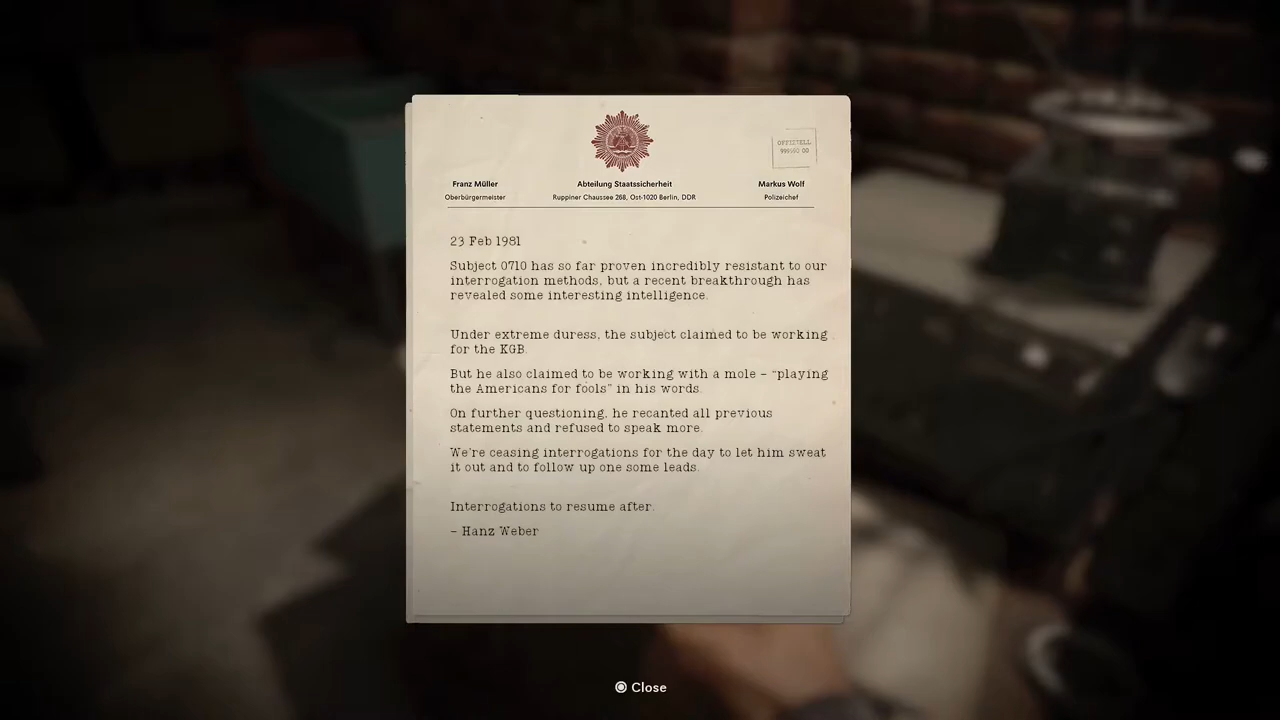 OFFIZIELL
Franz Müller
Abteilung Staatssicherheit
Markus Wolf
Oberbürgermeister
Ruppiner Chaussee 268, Ost-1020 Berlin, DDR
Polizeichef
23 Feb 1981
Subject 0710 has so far proven incredibly resistant to our
interrogation methods, but a recent breakthrough has
revealed some interesting intelligence.
Under extreme duress, the subject claimed to be working
for the KGB.
But he also claimed to be working with a mole – “playing
the Americans for fools” in his words.
On further questioning, he recanted all previous
statements and refused to speak more.
We're ceasing interrogations for the day to let him sweat
it out and to follow up one some leads.
Interrogations to resume after.
– Hanz Weber
Close